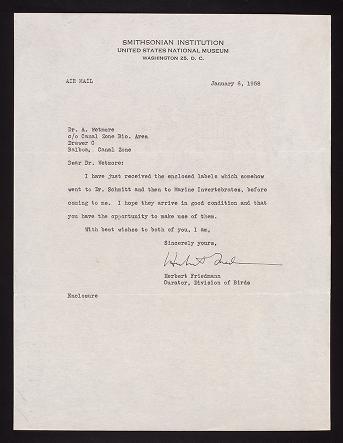 SMITHSONIAN INSTITUTION
UNITED STATES NATIONAL MUSEUM
WASHINGTON 25, D. C.
AIR MAIL
January 6, 1958
Dr. A. Wetmore
c/o Canal Zone Bio. Area
Drawer C
Balboa, Canal Zone
Dear Dr. Wetmore:
I have just received the enclosed labels which somehow
went to Dr. Schmitt and then to Marine Invertebrates, before
coming to me. I hope they arrive in good condition and that
you have the opportunity to make use of them.
With best wishes to both of you, I am,
Sincerely yours,
Herbert Friedmann
Curator, Division of Birds
Enclosure